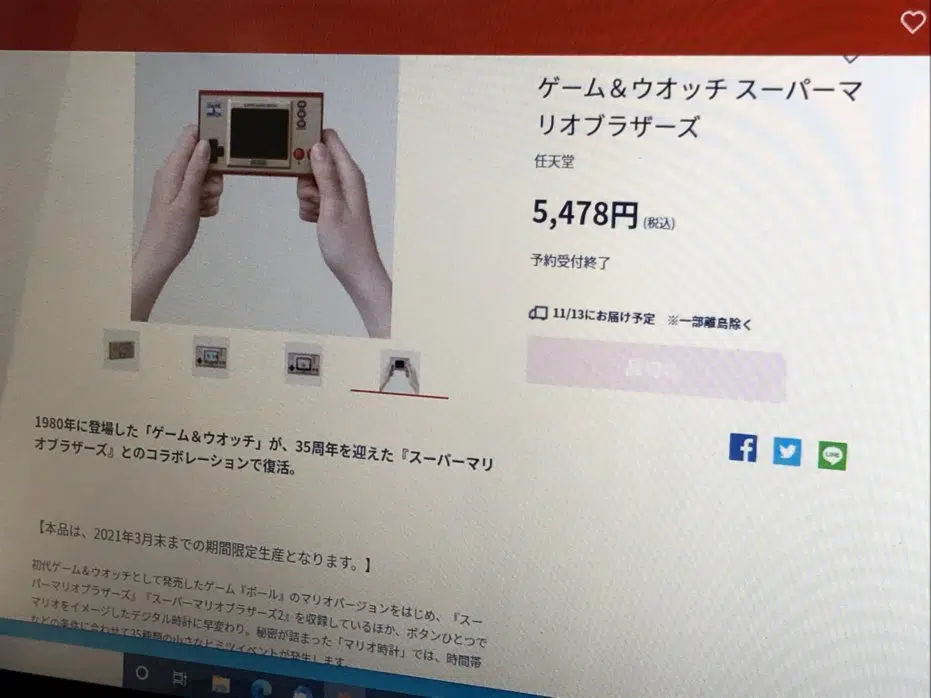 ゲーム＆ウオッチ スーパーマ
リオブラザーズ
任天堂
5,478円(税込)
予約受付終了
11/13にお届け予定 ※一部離島除く
1980年に登場した「ゲーム＆ウオッチ」が、35周年を迎えた『スーパーマリ
オブラザーズ』とのコラボレーションで復活。
【本品は、2021年3月末までの期間限定生産となります。】
初代ゲーム＆ウオッチとして発売したゲーム『ボール』のマリオバージョンをはじめ、『スー
パーマリオブラザーズ』『スーパーマリオブラザーズ2』を収録しているほか、ボタンひとつで
マリオをイメージしたデジタル時計に早変わり。秘密が詰まった「マリオ時計」では、時間帯
などの条件に合わせて35種類の小さなヒミツイベントが発生します。
LINE